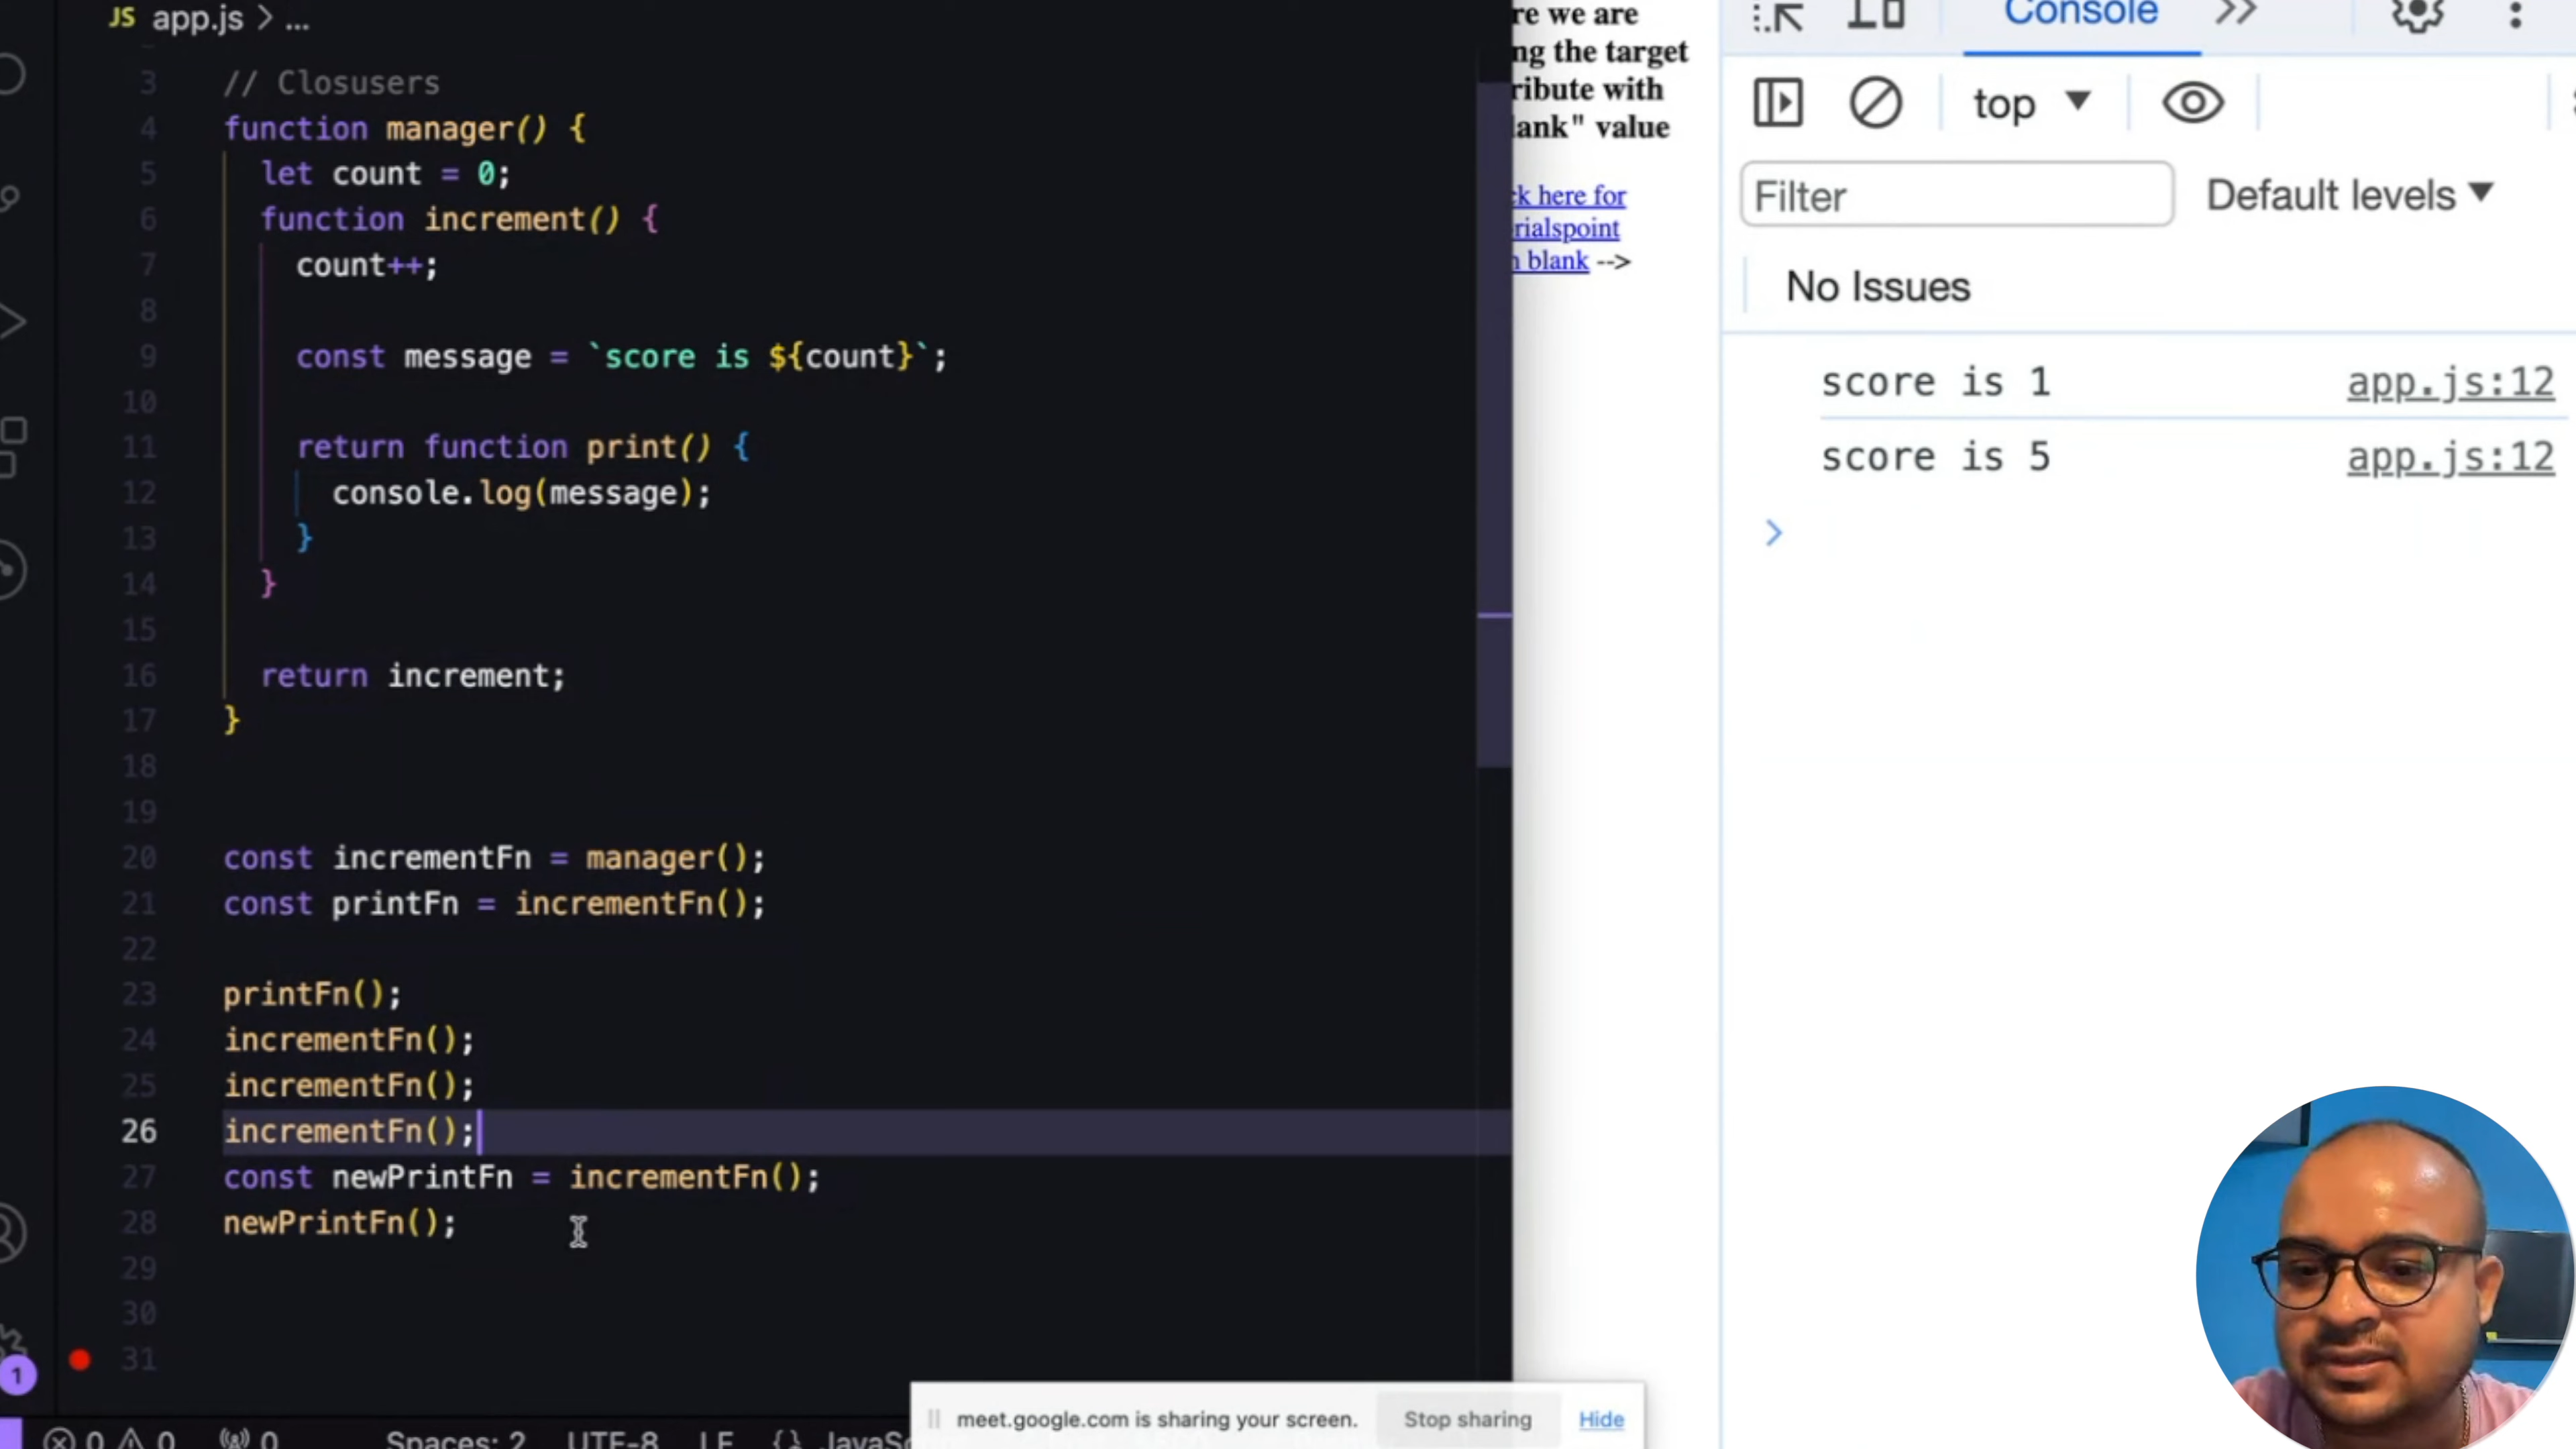 JS app.js > ...
3 // Closusers
4 function manager() {
5 let count = 0;
6 function increment() {
7 count++;
8
9 const message = `score is ${count}`;
10
11 return function print() {
12 console.log(message);
13 }
14 }
15
16 return increment;
17 }
18
19
20 const incrementFn = manager();
21 const printFn = incrementFn();
22
23 printFn();
24 incrementFn();
25 incrementFn();
26 incrementFn();
27 const newPrintFn = incrementFn();
28 newPrintFn();
29
30
31
1
0 0 0 Spaces: 2 UTF-8 LF {}
meet.google.com is sharing your screen. Stop sharing Hide
re we are
ng the target
ribute with
ank" value
ck here for
rialspoint
blank -->
Console >>
top
Filter Default levels
No Issues
score is 1 app.js:12
score is 5 app.js:12
>